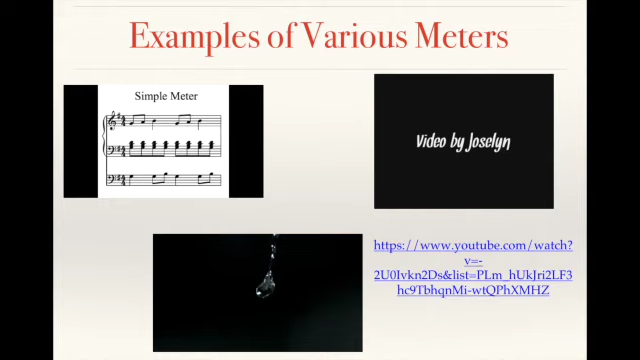 Examples of Various Meters
Simple Meter
Video by Joselyn
https://www.youtube.com/watch?
v=-
2U0Ivkn2Ds&list=PLm_hUkJri2LF3
hc9TbhqnMi-wtQPhXMHZ